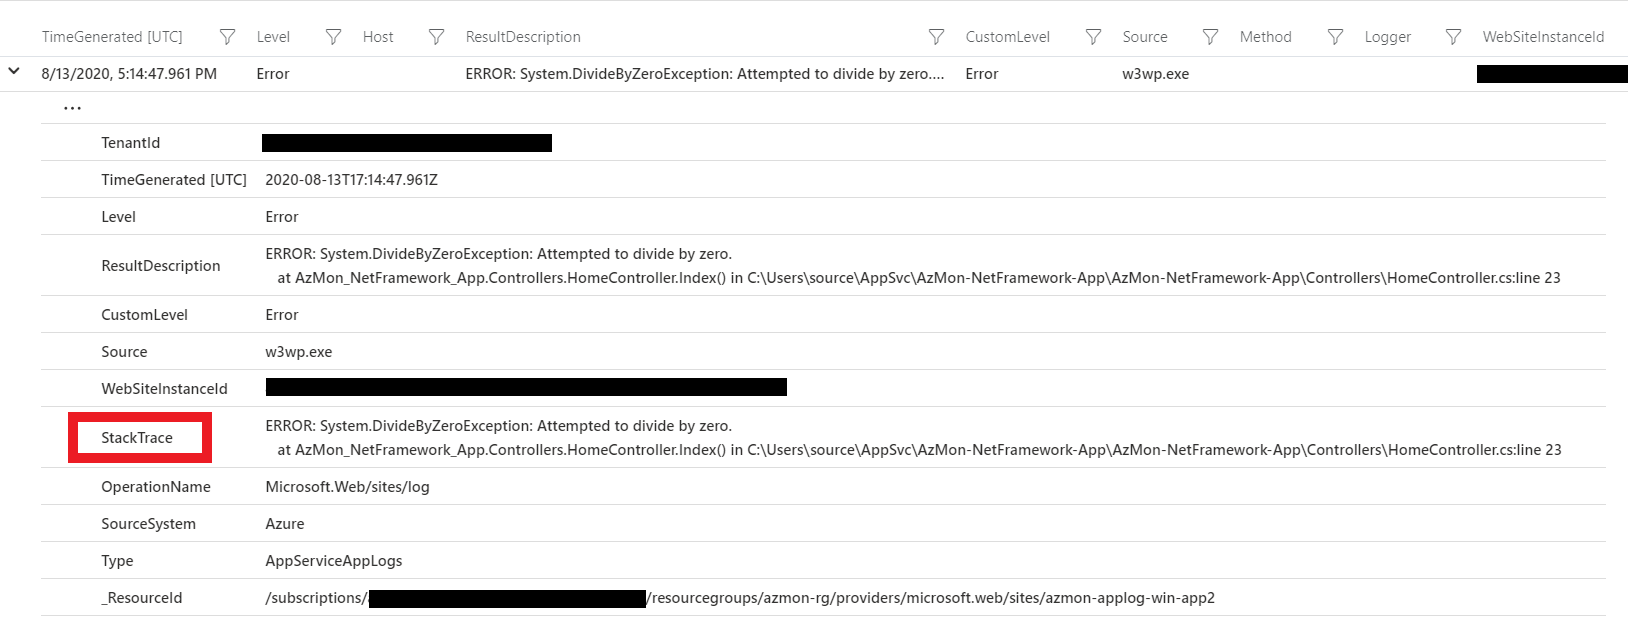 TimeGenerated [UTC] Level Host ResultDescription CustomLevel Source Method Logger WebSiteInstanceId
8/13/2020, 5:14:47.961 PM Error ERROR: System.DivideByZeroException: Attempted to divide by zero.... Error w3wp.exe
...
TenantId
TimeGenerated [UTC] 2020-08-13T17:14:47.961Z
Level Error
ResultDescription ERROR: System.DivideByZeroException: Attempted to divide by zero.
at AzMon_NetFramework_App.Controllers.HomeController.Index() in C:\Users\source\AppSvc\AzMon-NetFramework-App\AzMon-NetFramework-App\Controllers\HomeController.cs:line 23
CustomLevel Error
Source w3wp.exe
WebSiteInstanceId
StackTrace ERROR: System.DivideByZeroException: Attempted to divide by zero.
at AzMon_NetFramework_App.Controllers.HomeController.Index() in C:\Users\source\AppSvc\AzMon-NetFramework-App\AzMon-NetFramework-App\Controllers\HomeController.cs:line 23
OperationName Microsoft.Web/sites/log
SourceSystem Azure
Type AppServiceAppLogs
_ResourceId /subscriptions/ /resourcegroups/azmon-rg/providers/microsoft.web/sites/azmon-applog-win-app2